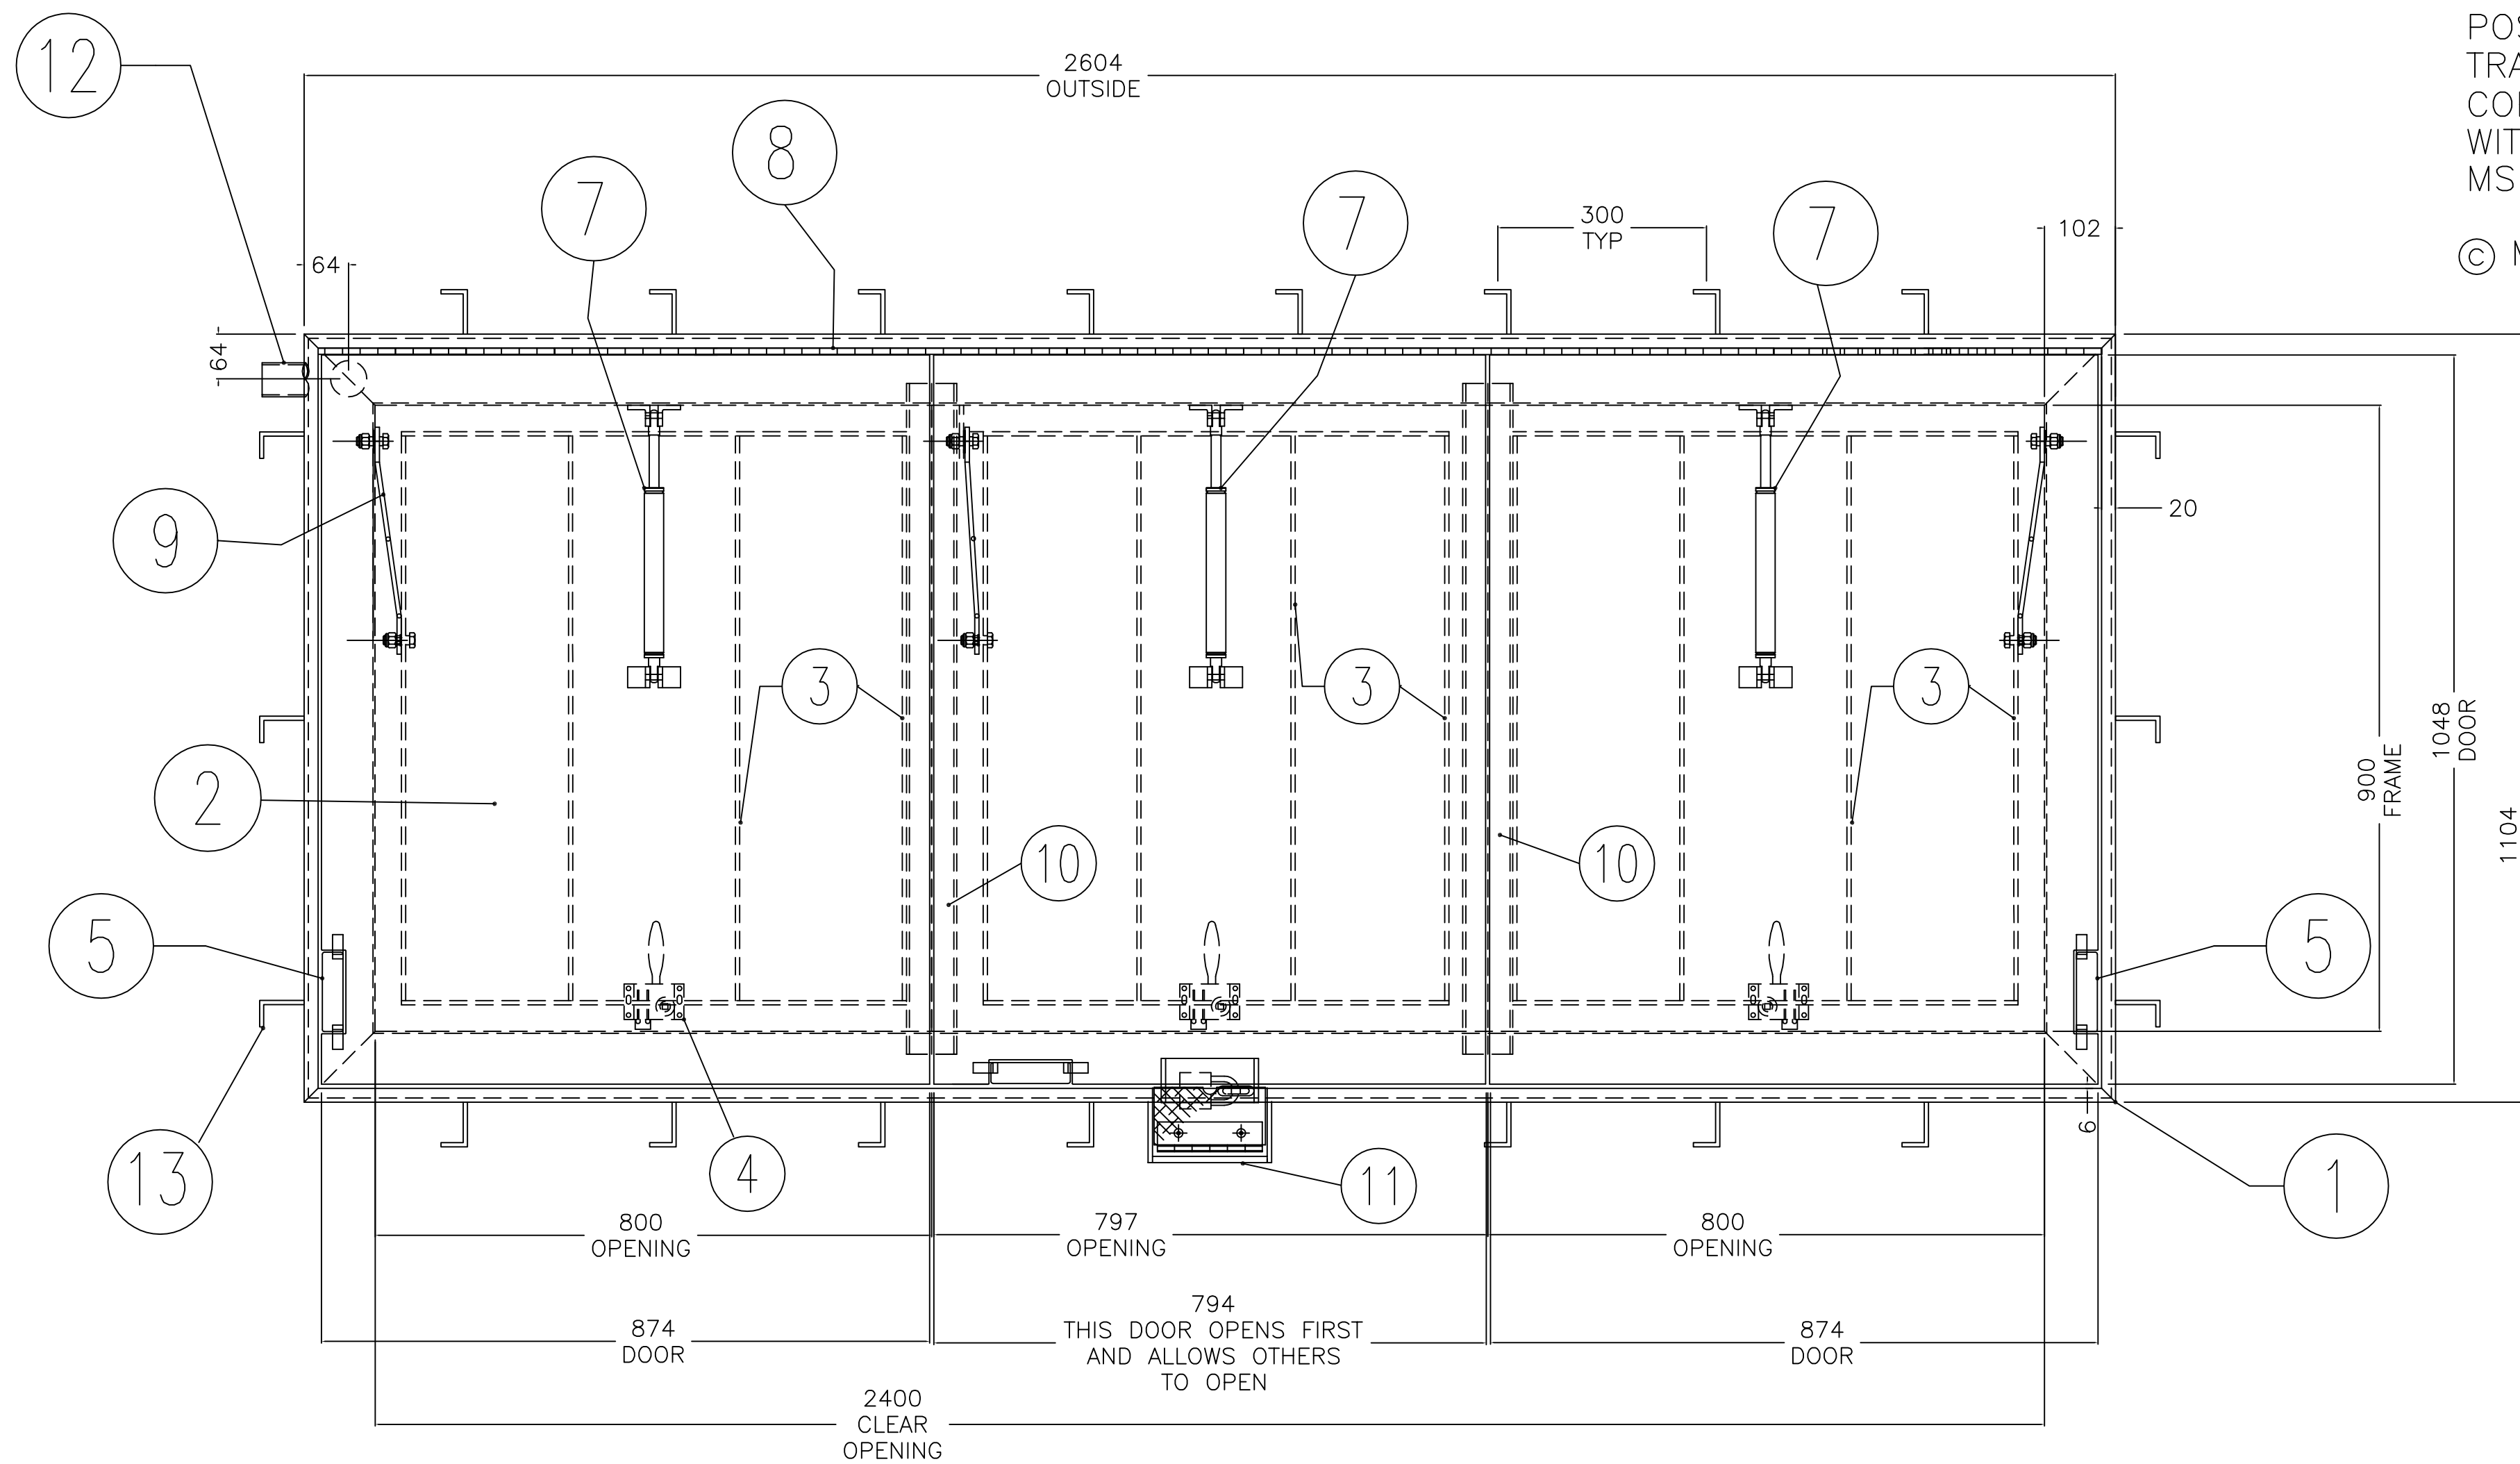 12
2604
OUTSIDE
8
7
7
7
300
TYP
102
64
64
MS
©
20
9
3
3
3
2
10
10
1048
DOOR
900
FRAME
1104
5
5
13
4
11
6
1
800
OPENING
797
OPENING
800
OPENING
874
DOOR
794
THIS DOOR OPENS FIRST
AND ALLOWS OTHERS
TO OPEN
874
DOOR
2400
CLEAR
OPENING